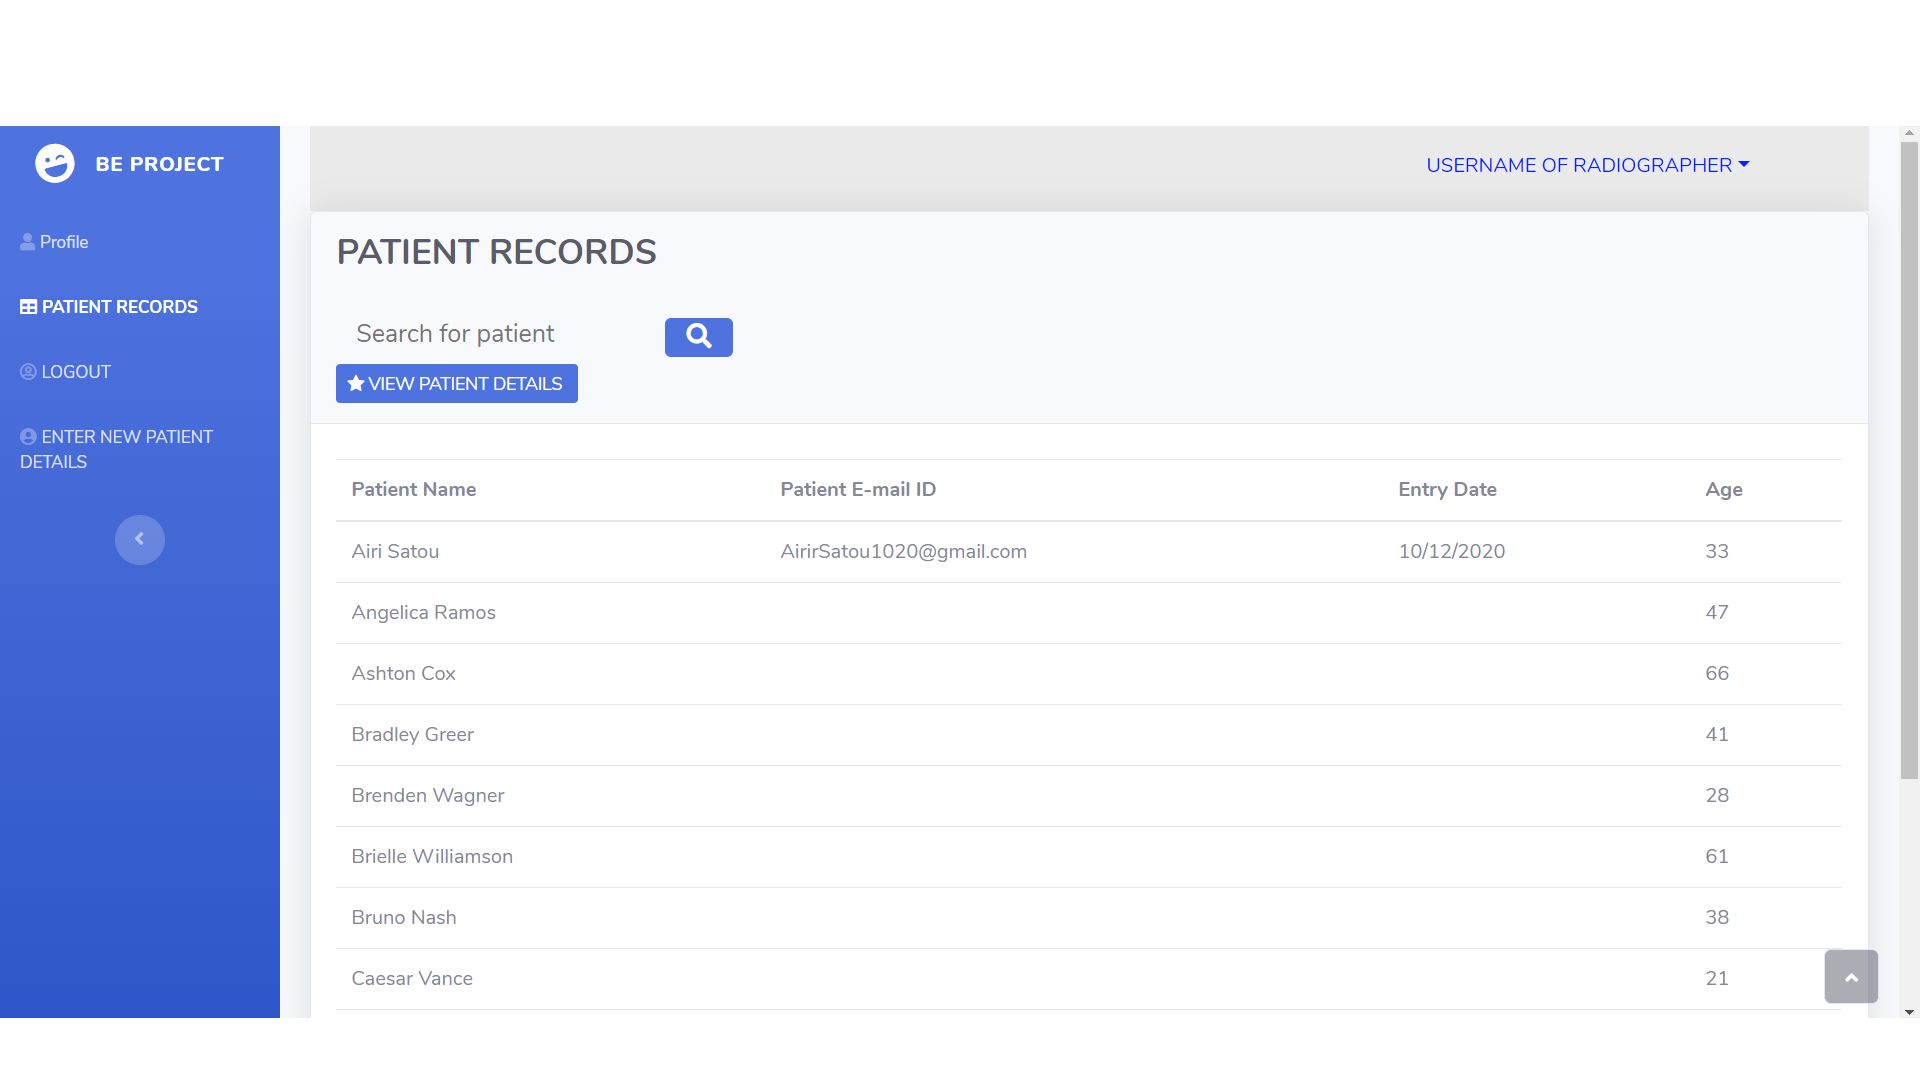 BE PROJECT
Profile
PATIENT RECORDS
LOGOUT
ENTER NEW PATIENT
DETAILS
USERNAME OF RADIOGRAPHER
PATIENT RECORDS
Search for patient
VIEW PATIENT DETAILS
Patient Name Patient E-mail ID Entry Date Age
Airi Satou AirirSatou1020@gmail.com 10/12/2020 33
Angelica Ramos 47
Ashton Cox 66
Bradley Greer 41
Brenden Wagner 28
Brielle Williamson 61
Bruno Nash 38
Caesar Vance 21